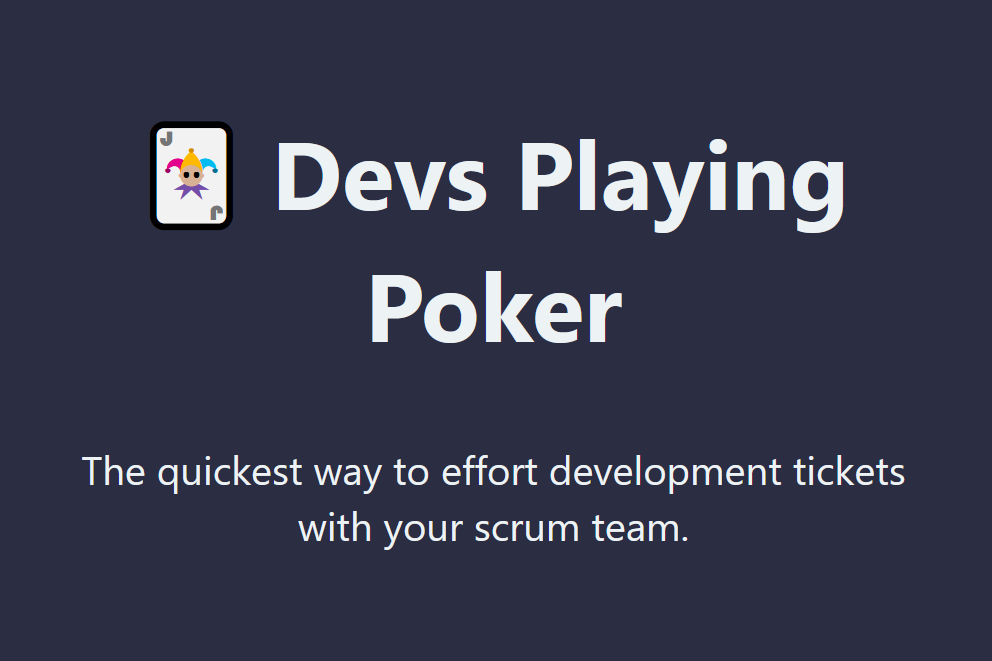 🃏 Devs Playing
Poker
The quickest way to effort development tickets
with your scrum team.